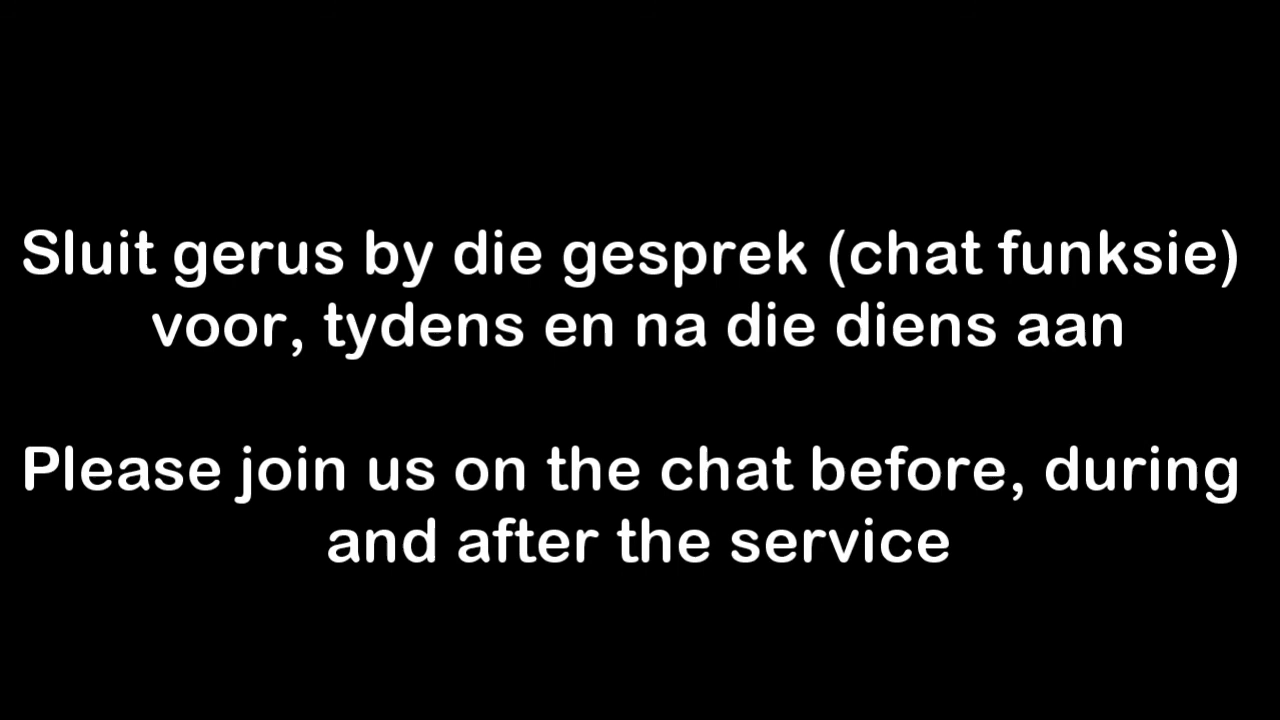 Sluit gerus by die gesprek (chat funksie)
voor, tydens en na die diens aan
Please join us on the chat before, during
and after the service